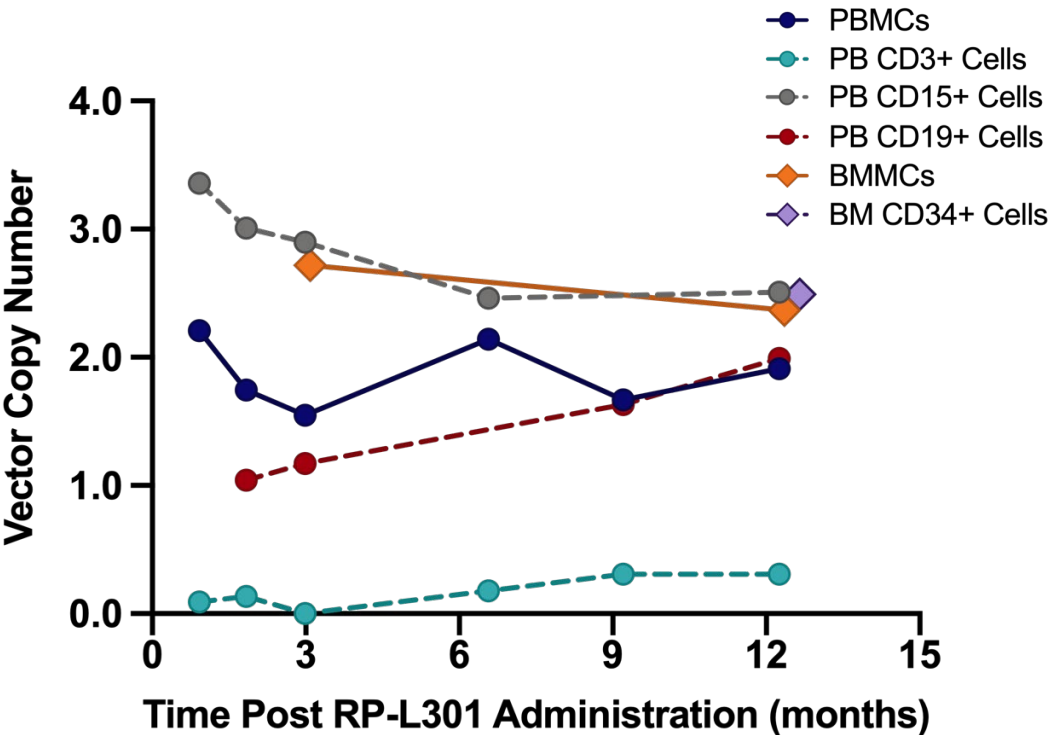 PBMCs
PB CD3+ Cells
PB CD15+ Cells
PB CD19+ Cells
BMMCs
BM CD34+ Cells
Vector Copy Number
4.0
3.0
2.0
1.0
0.0
0 3 6 9 12 15
Time Post RP-L301 Administration (months)